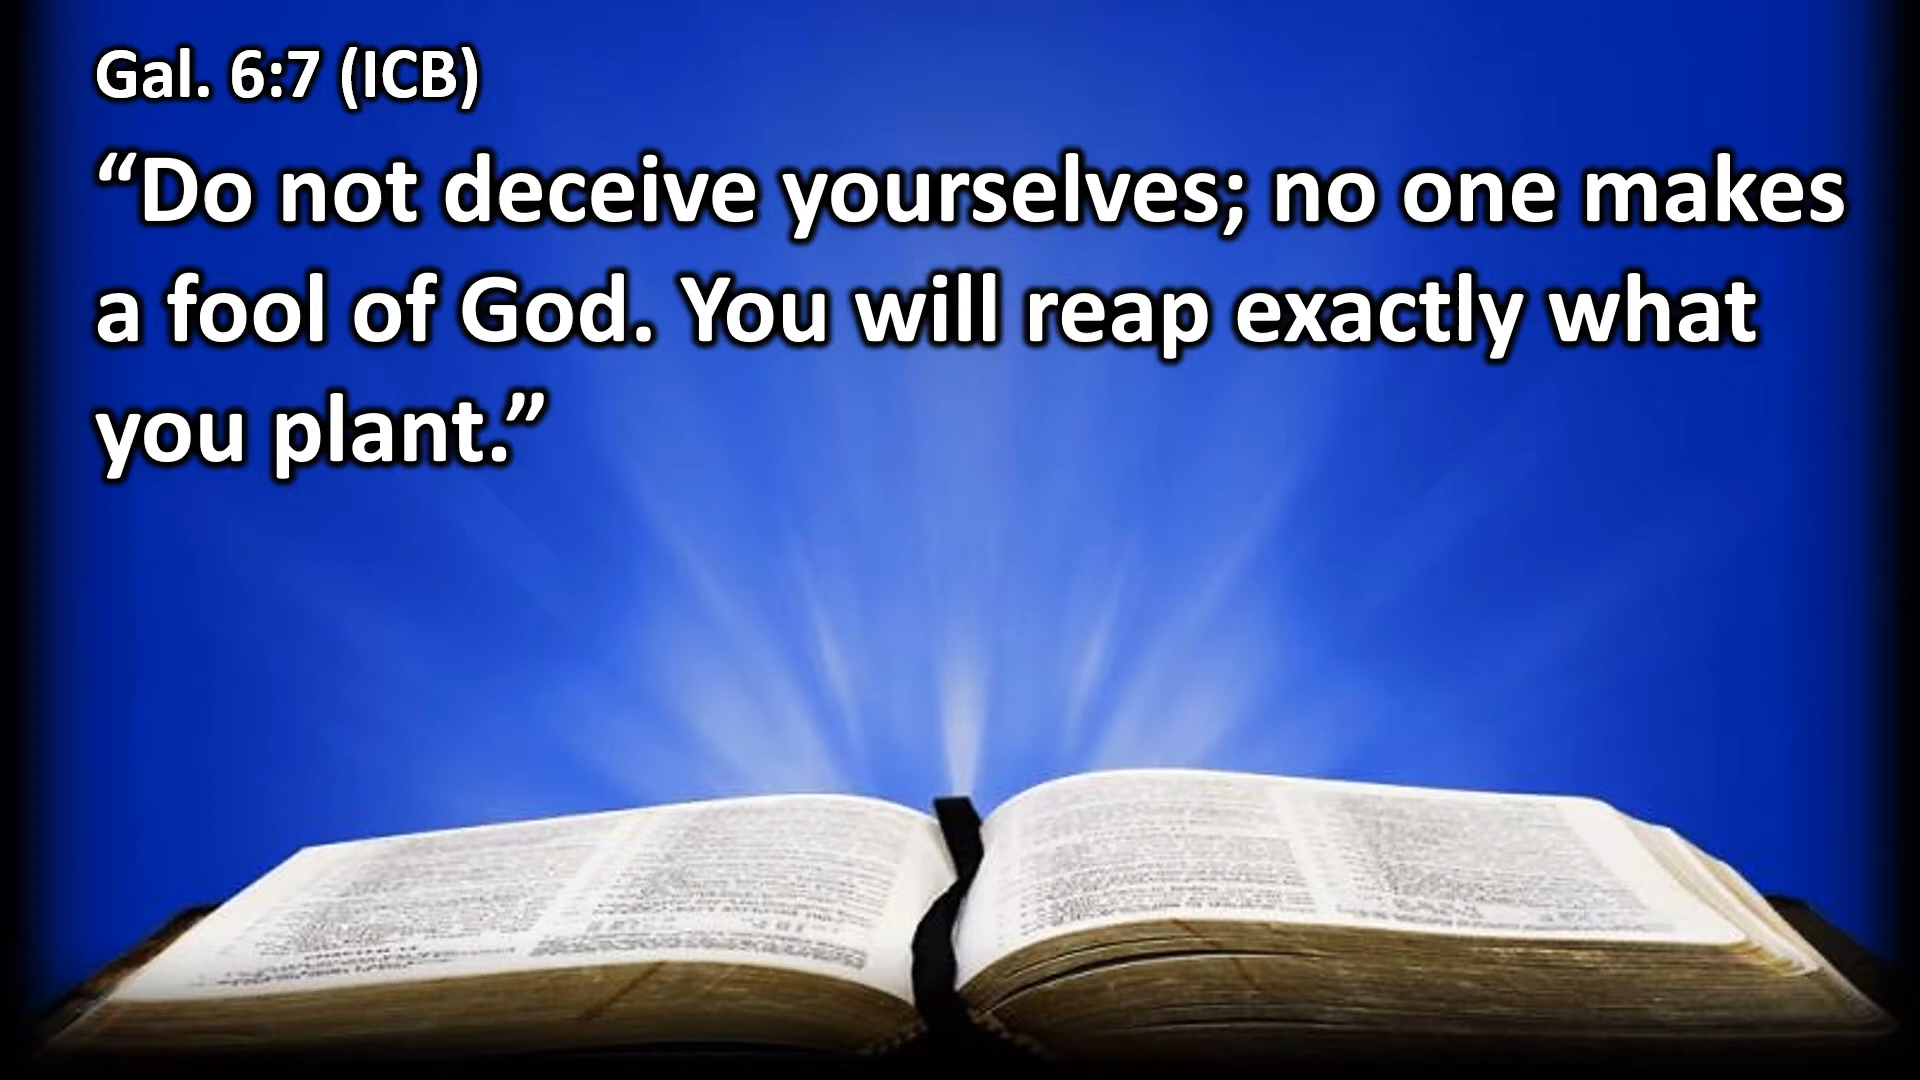 Gal. 6:7 (ICB)
“Do not deceive yourselves; no one makes
a fool of God. You will reap exactly what
you plant.”